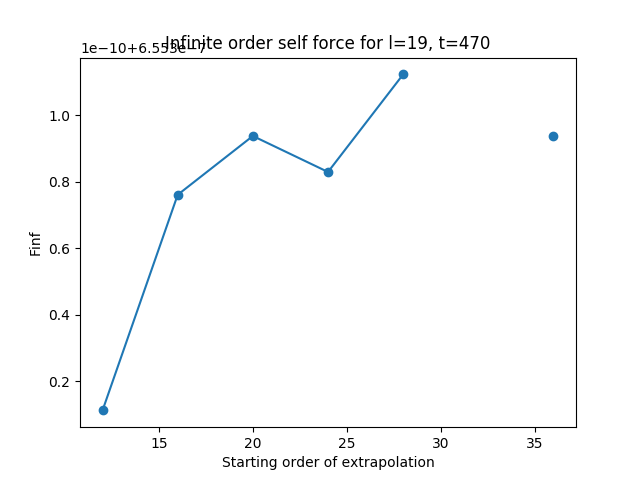 Infinite order self force for l=19, t=470
1e−10+6.553e−7
1.0
0.8
0.6
0.4
0.2
Finf
15 20 25 30 35
Starting order of extrapolation